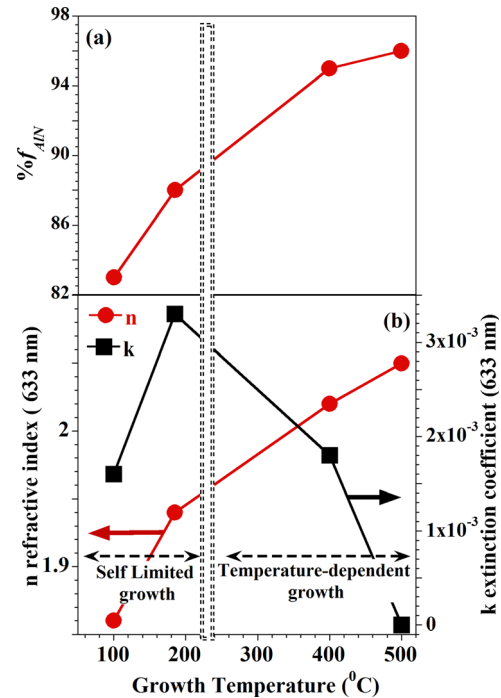 98
(a)
94
90
86
82
%f_AlN
n
k
(b)
2
1.9
n refractive index ( 633 nm)
3x10⁻³
2x10⁻³
1x10⁻³
0
k extinction coefficient (633 nm)
Self Limited
growth
Temperature-dependent
growth
100 200 300 400 500
Growth Temperature (⁰C)